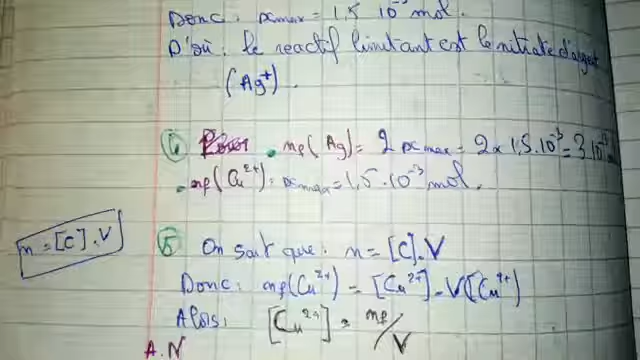 Donc: xmax = 1,5 10⁻³ mol.
D'où: le reactif limitant est le nitrate d'argent
(Ag⁺).
4) . nf(Ag) = 2 xmax = 2 x 1,5.10⁻³ = 3 10⁻³
. nf(Cu²⁺) = xmax = 1,5.10⁻³ mol.
n = [C].V
5) On sait que: n = [C].V
Donc: nf(Cu²⁺) = [Cu²⁺].V([Cu²⁺)
Alors: [Cu²⁺] = nf/V
A.N